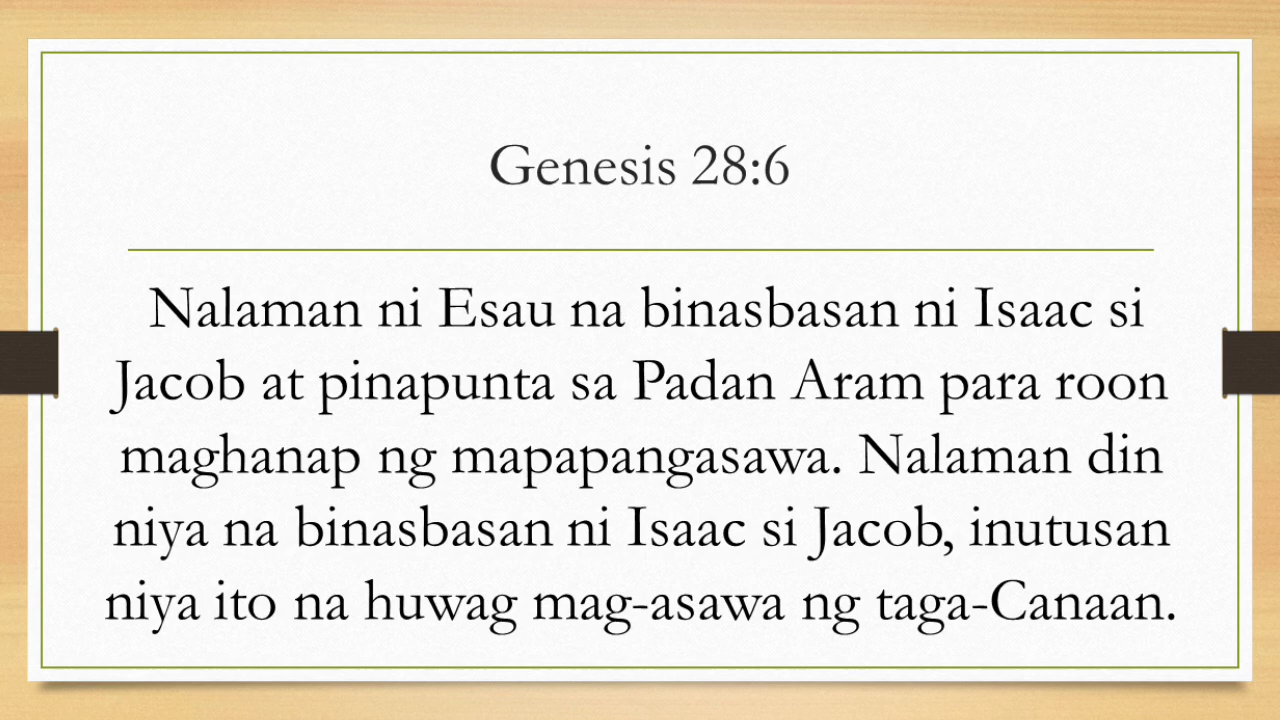 Genesis 28:6
Nalaman ni Esau na binasbasan ni Isaac si
Jacob at pinapunta sa Padan Aram para roon
maghanap ng mapapangasawa. Nalaman din
niya na binasbasan ni Isaac si Jacob, inutusan
niya ito na huwag mag-asawa ng taga-Canaan.